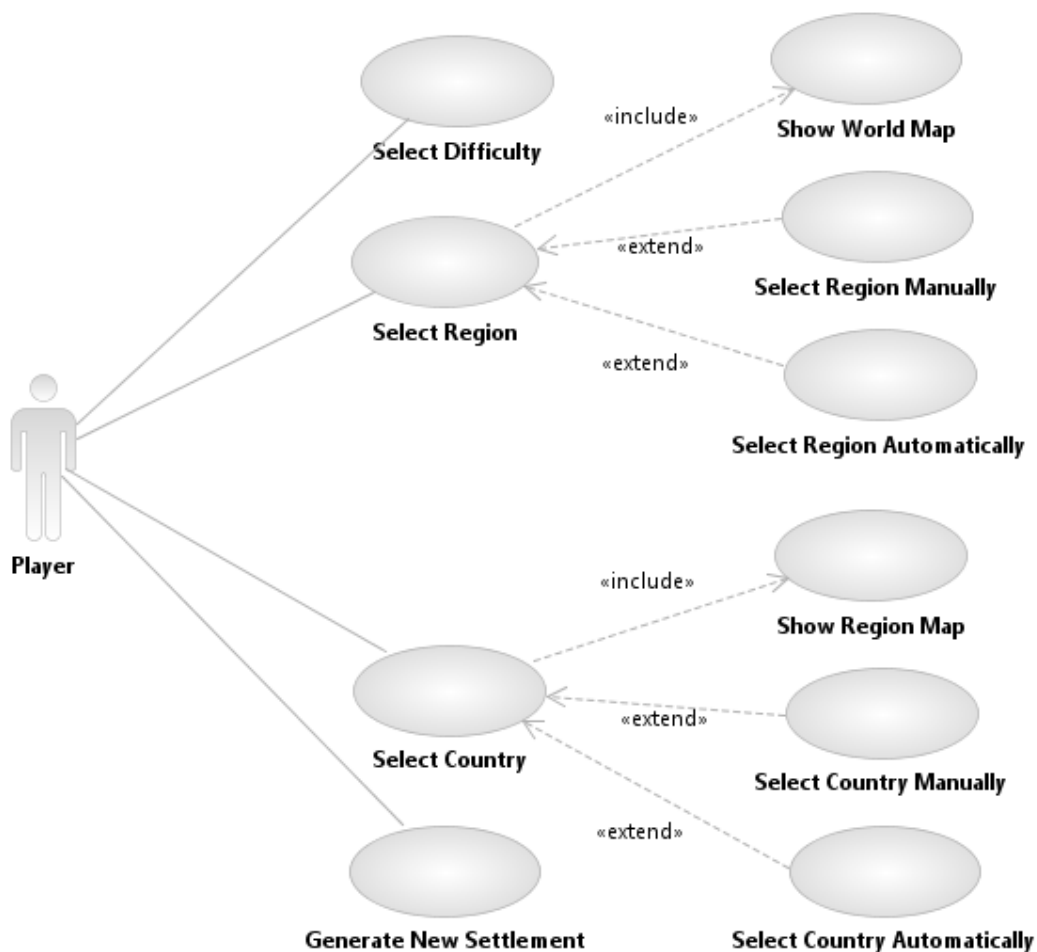 «include»
Show World Map
Select Difficulty
«extend»
Select Region Manually
Select Region
«extend»
Select Region Automatically
Player
«include»
Show Region Map
«extend»
Select Country
Select Country Manually
«extend»
Generate New Settlement
Select Country Automatically